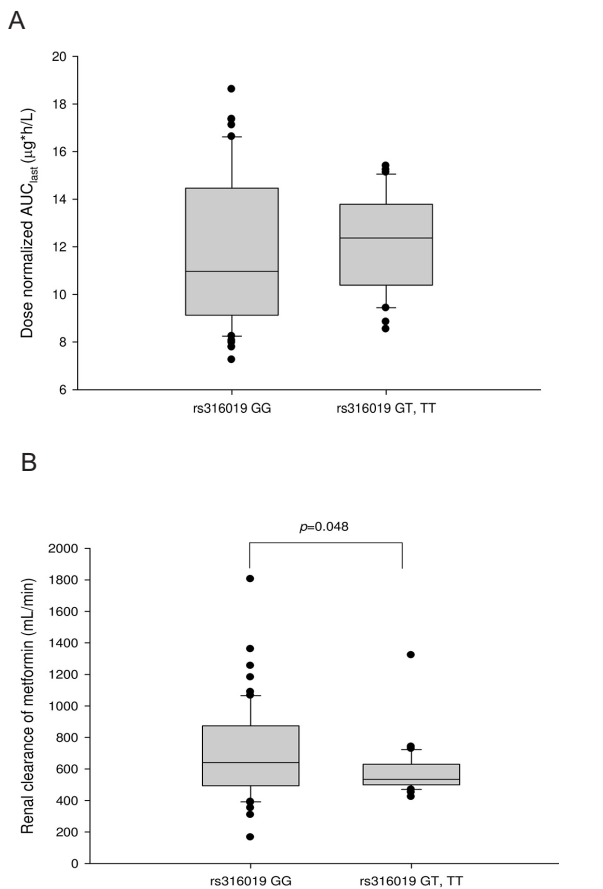 A
Dose normalized AUClast (μg*h/L)
20
18
16
14
12
10
8
6
rs316019 GG
rs316019 GT, TT
B
p=0.048
Renal clearance of metformin (mL/min)
2000
1800
1600
1400
1200
1000
800
600
400
200
0
rs316019 GG
rs316019 GT, TT